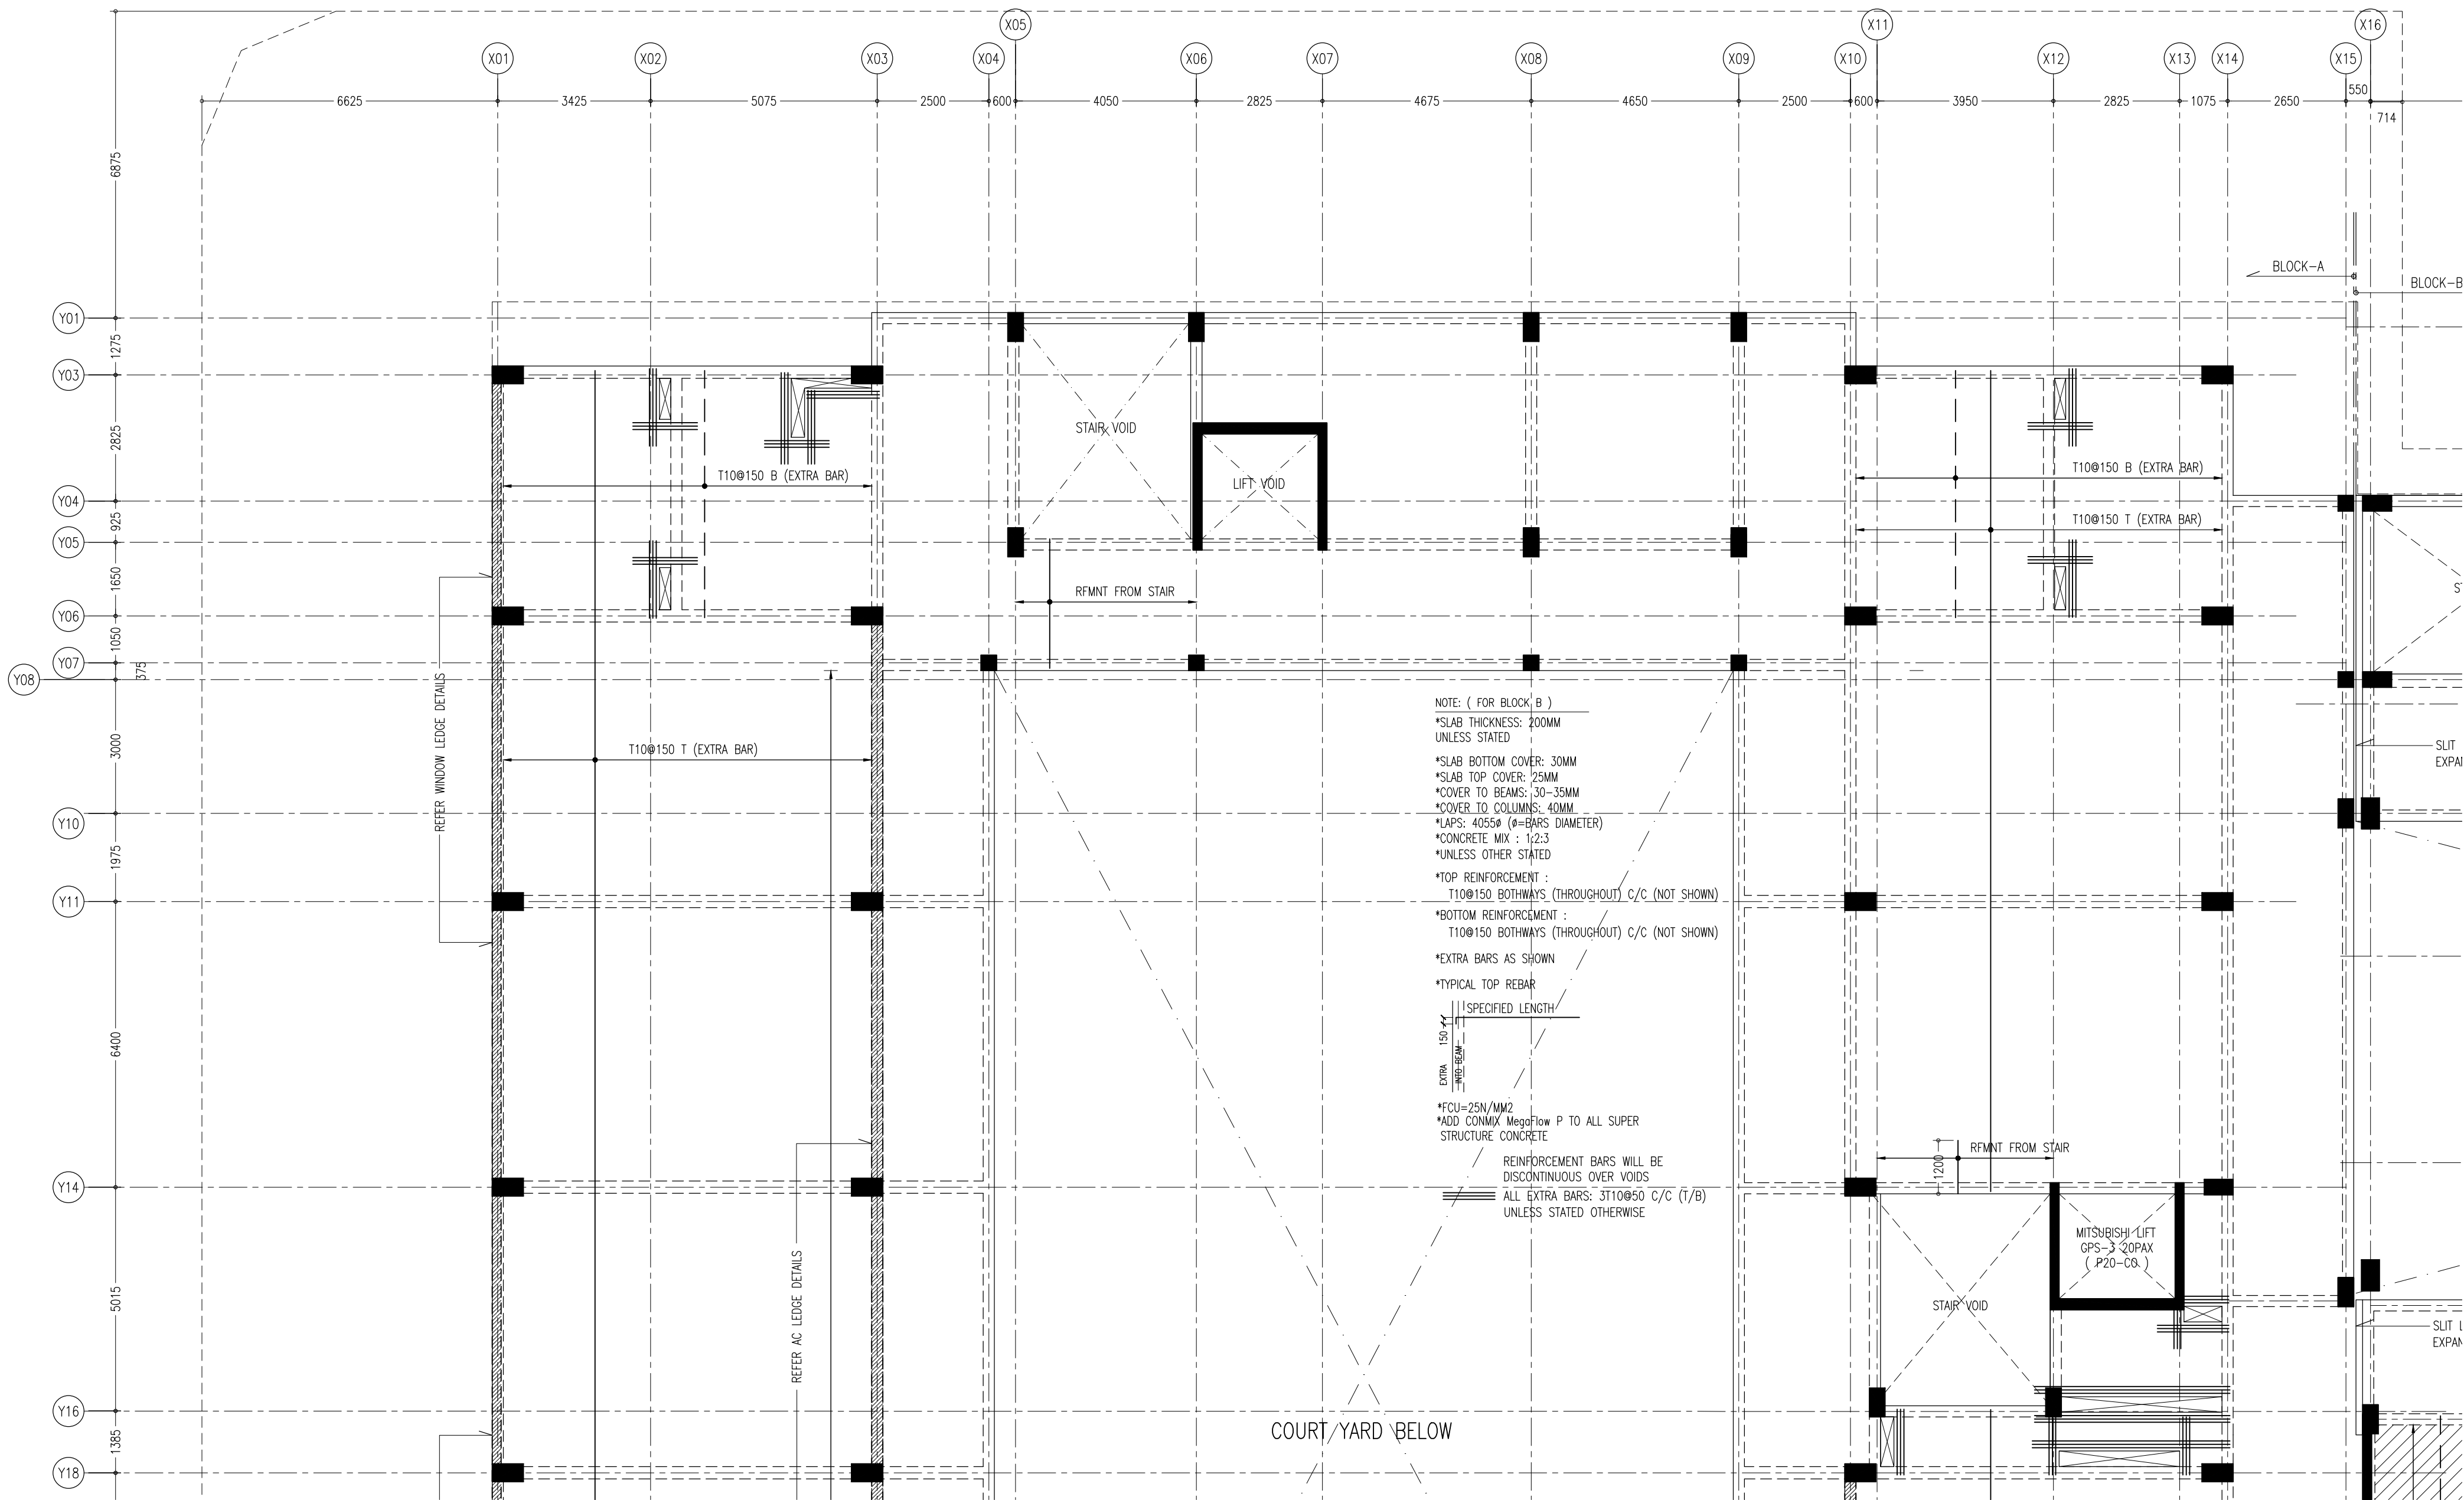 X05
X11
X16
X01
X02
X03
X04
X06
X07
X08
X09
X10
X12
X13
X14
X15
6625
3425
5075
2500
600
4050
2825
4675
4650
2500
600
3950
2825
1075
2650
550
714
6875
BLOCK-A
BLOCK-B
Y01
1275
Y03
2825
STAIR VOID
T10@150 B (EXTRA BAR)
T10@150 B (EXTRA BAR)
LIFT VOID
Y04
925
T10@150 T (EXTRA BAR)
Y05
1650
RFMNT FROM STAIR
Y06
1050
Y07
375
Y08
REFER WINDOW LEDGE DETAILS
3000
T10@150 T (EXTRA BAR)
SLIT
EXPAN
NOTE: ( FOR BLOCK B )
*SLAB THICKNESS: 200MM
UNLESS STATED
*SLAB BOTTOM COVER: 30MM
*SLAB TOP COVER: 25MM
*COVER TO BEAMS: 30-35MM
*COVER TO COLUMNS: 40MM
*LAPS: 4055ø (ø=BARS DIAMETER)
*CONCRETE MIX : 1:2:3
*UNLESS OTHER STATED
*TOP REINFORCEMENT :
T10@150 BOTHWAYS (THROUGHOUT) C/C (NOT SHOWN)
*BOTTOM REINFORCEMENT :
T10@150 BOTHWAYS (THROUGHOUT) C/C (NOT SHOWN)
*EXTRA BARS AS SHOWN
*TYPICAL TOP REBAR
SPECIFIED LENGTH
EXTRA 150
INTO BEAM
*FCU=25N/MM2
*ADD CONMIX MegaFlow P TO ALL SUPER
STRUCTURE CONCRETE
REINFORCEMENT BARS WILL BE
DISCONTINUOUS OVER VOIDS
ALL EXTRA BARS: 3T10@50 C/C (T/B)
UNLESS STATED OTHERWISE
Y10
1975
Y11
6400
Y14
1200
RFMNT FROM STAIR
MITSUBISHI LIFT
GPS-3 20PAX
( P20-CO )
STAIR VOID
5015
REFER AC LEDGE DETAILS
SLIT L
EXPAN
Y16
COURT YARD BELOW
1385
Y18